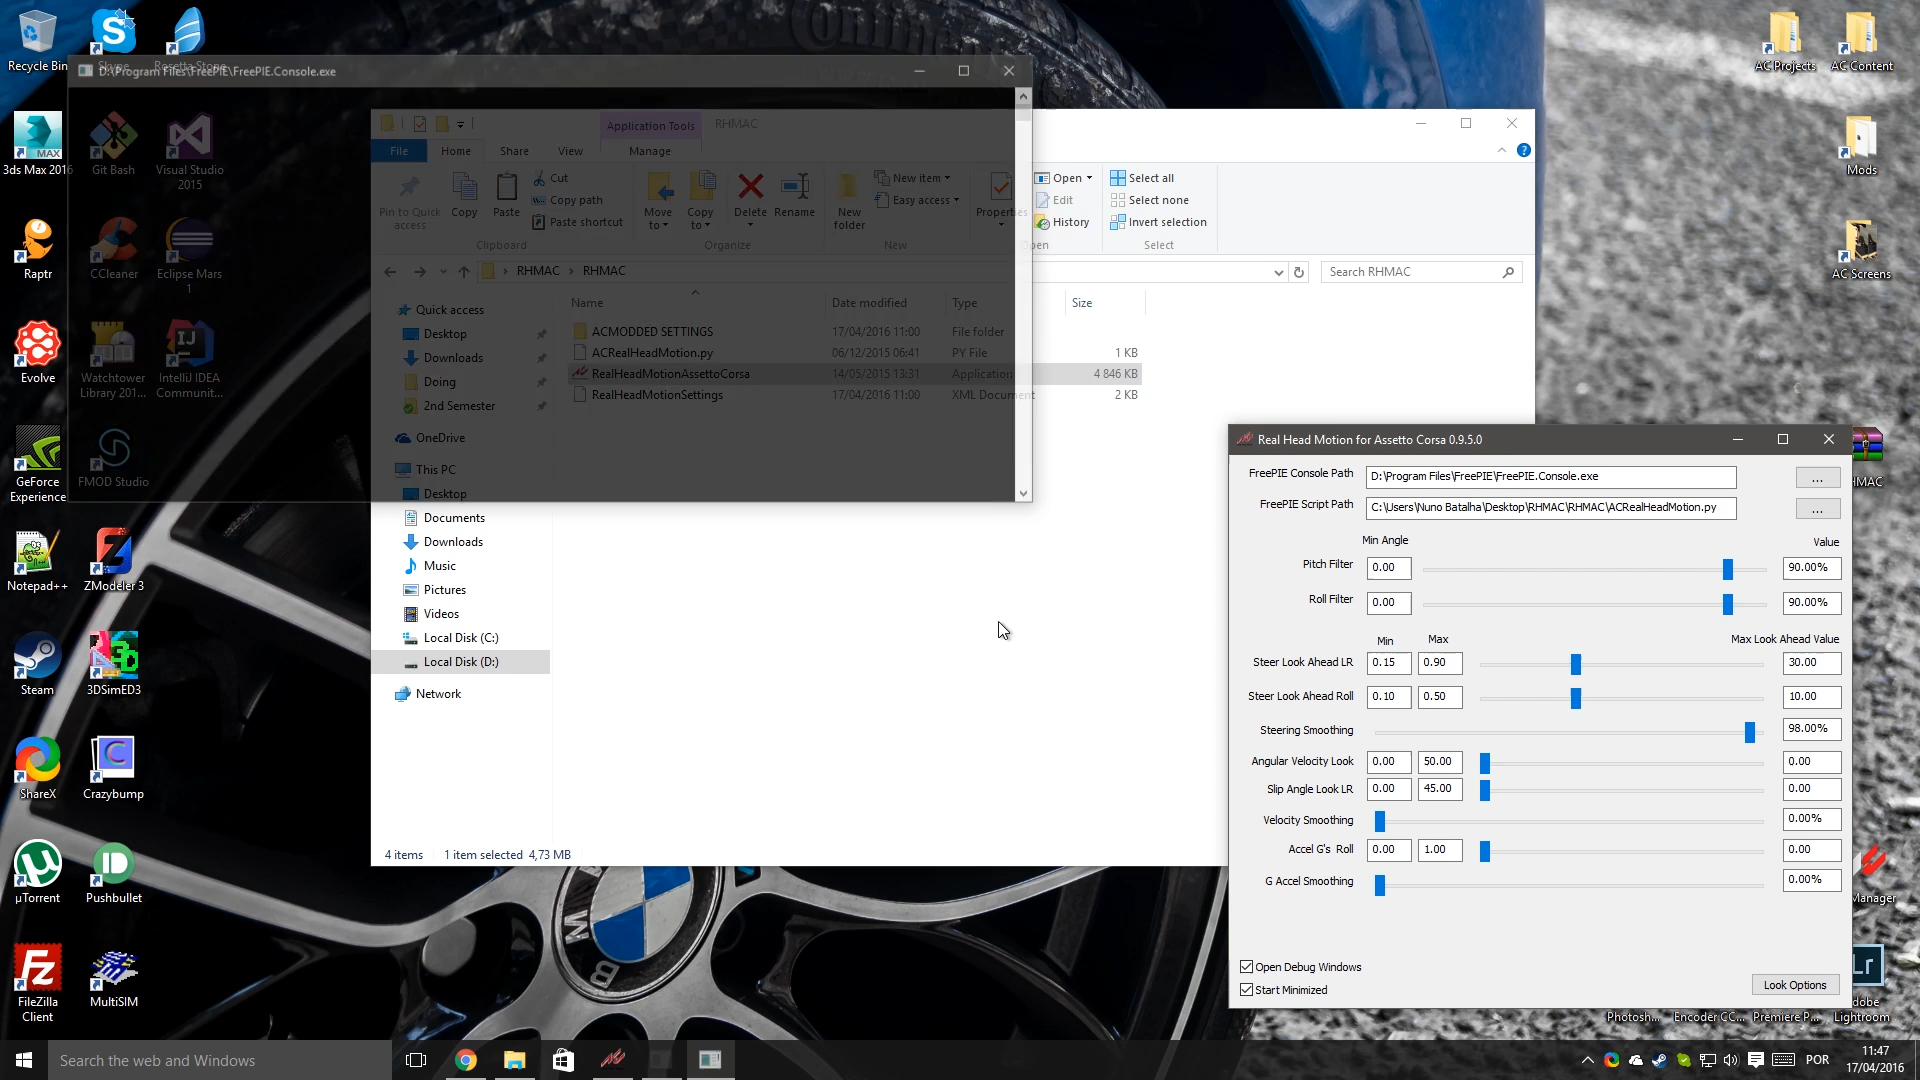 Recycle Bin
Skype
Rosetta Stone
3ds Max 2016
Git Bash
Visual Studio
2015
Raptr
CCleaner
Eclipse Mars
1
Evolve
Watchtower
Library 201...
IntelliJ IDEA
Communit...
GeForce
Experience
FMOD Studio
Notepad++
ZModeler 3
Steam
3DSimED3
ShareX
Crazybump
µTorrent
Pushbullet
FileZilla
Client
MultiSIM
AC Projects
AC Content
Mods
AC Screens
D:\Program Files\FreePIE\FreePIE.Console.exe
Application Tools
RHMAC
File
Home
Share
View
Manage
Pin to Quick
access
Copy
Paste
Cut
Copy path
Paste shortcut
Clipboard
Move
to
Copy
to
Delete
Rename
Organize
New
folder
New item
Easy access
New
Properties
Open
Edit
History
Open
Select all
Select none
Invert selection
Select
RHMAC > RHMAC
Search RHMAC
Name
Date modified
Type
Size
ACMODDED SETTINGS 17/04/2016 11:00 File folder
ACRealHeadMotion.py 06/12/2015 06:41 PY File 1 KB
RealHeadMotionAssettoCorsa 14/05/2015 13:31 Application 4 846 KB
RealHeadMotionSettings 17/04/2016 11:00 XML Document 2 KB
Quick access
Desktop
Downloads
Doing
2nd Semester
OneDrive
This PC
Desktop
Documents
Downloads
Music
Pictures
Videos
Local Disk (C:)
Local Disk (D:)
Network
4 items 1 item selected 4,73 MB
Real Head Motion for Assetto Corsa 0.9.5.0
FreePIE Console Path D:\Program Files\FreePIE\FreePIE.Console.exe ...
FreePIE Script Path C:\Users\Nuno Batalha\Desktop\RHMAC\RHMAC\ACRealHeadMotion.py ...
Min Angle Value
Pitch Filter 0.00 90.00%
Roll Filter 0.00 90.00%
Min Max Max Look Ahead Value
Steer Look Ahead LR 0.15 0.90 30.00
Steer Look Ahead Roll 0.10 0.50 10.00
Steering Smoothing 98.00%
Angular Velocity Look 0.00 50.00 0.00
Slip Angle Look LR 0.00 45.00 0.00
Velocity Smoothing 0.00%
Accel G's Roll 0.00 1.00 0.00
G Accel Smoothing 0.00%
Open Debug Windows
Start Minimized
Look Options
HMAC
Manager
Lr
dobe
Photosh...
Encoder CC...
Premiere P...
Lightroom
Search the web and Windows
POR
11:47
17/04/2016